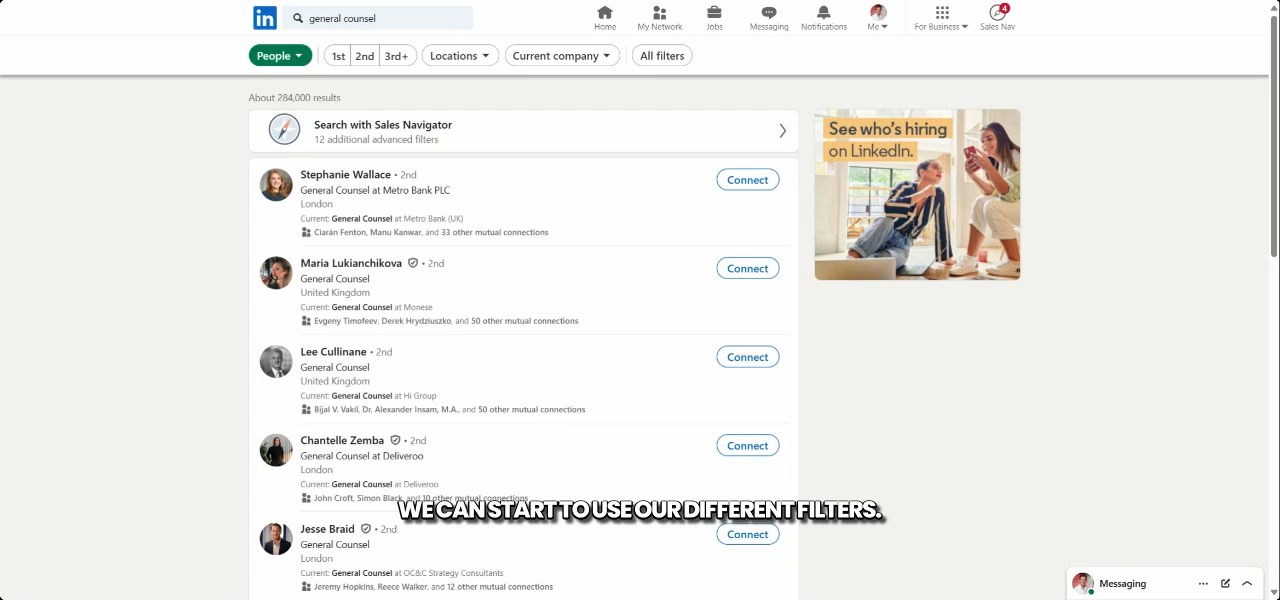 in
general counsel
Home
My Network
Jobs
Messaging
Notifications
Me
For Business
4
Sales Nav
People
1st
2nd
3rd+
Locations
Current company
All filters
About 284,000 results
Search with Sales Navigator
12 additional advanced filters
Stephanie Wallace • 2nd
General Counsel at Metro Bank PLC
London
Current: General Counsel at Metro Bank (UK)
Ciarán Fenton, Manu Kanwar, and 33 other mutual connections
Connect
Maria Lukianchikova • 2nd
General Counsel
United Kingdom
Current: General Counsel at Monese
Evgeny Timofeev, Derek Hrydziuszko, and 50 other mutual connections
Connect
Lee Cullinane • 2nd
General Counsel
United Kingdom
Current: General Counsel at Hi Group
Bijal V. Vakil, Dr. Alexander Insam, M.A., and 50 other mutual connections
Connect
Chantelle Zemba • 2nd
General Counsel at Deliveroo
London
Current: General Counsel at Deliveroo
John Croft, Simon Black, and 10 other mutual connections
Connect
WE CAN START TO USE OUR DIFFERENT FILTERS.
Jesse Braid • 2nd
General Counsel
London
Current: General Counsel at OC&C Strategy Consultants
Jeremy Hopkins, Reece Walker, and 12 other mutual connections
Connect
See who's hiring
on LinkedIn.
Messaging